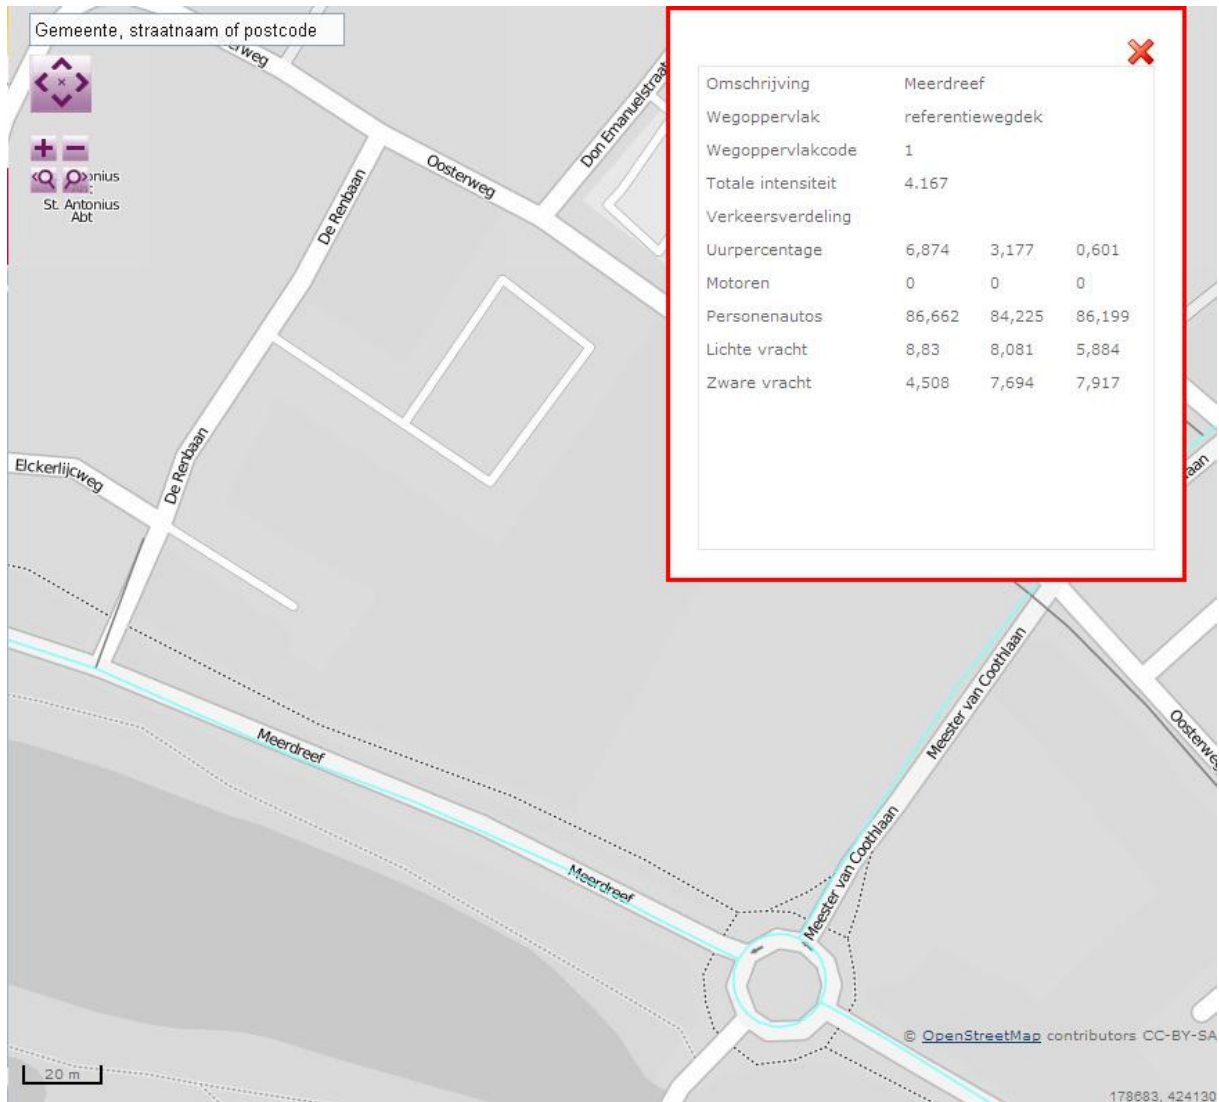 Gemeente, straatnaam of postcode
erweg
nius
St. Antonius
Abt
De Renbaan
Oosterweg
Don Emanuelstraat
De Renbaan
Elckerlijcweg
Omschrijving Meerdreef
Wegoppervlak referentiewegdek
Wegoppervlakcode 1
Totale intensiteit 4.167
Verkeersverdeling
Uurpercentage 6,874 3,177 0,601
Motoren 0 0 0
Personenautos 86,662 84,225 86,199
Lichte vracht 8,83 8,081 5,884
Zware vracht 4,508 7,694 7,917
laan
Meester van Coothlaan
Oosterweg
Meerdreef
Meerdreef
Meester van Coothlaan
© OpenStreetMap contributors CC-BY-SA
20 m
178683, 424130